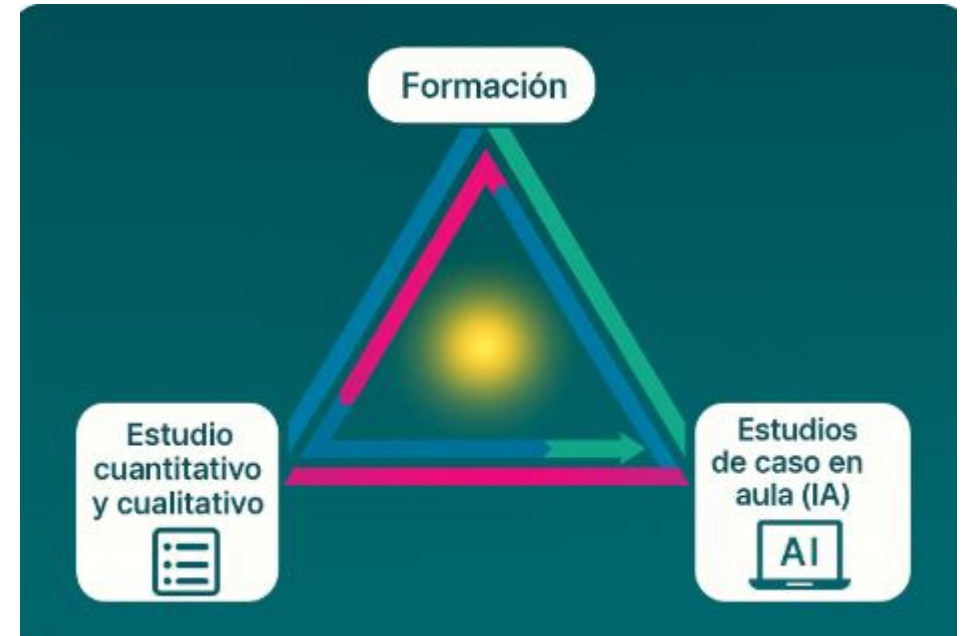 Formación
Estudio
cuantitativo
y cualitativo
Estudios
de caso en
aula (IA)
AI